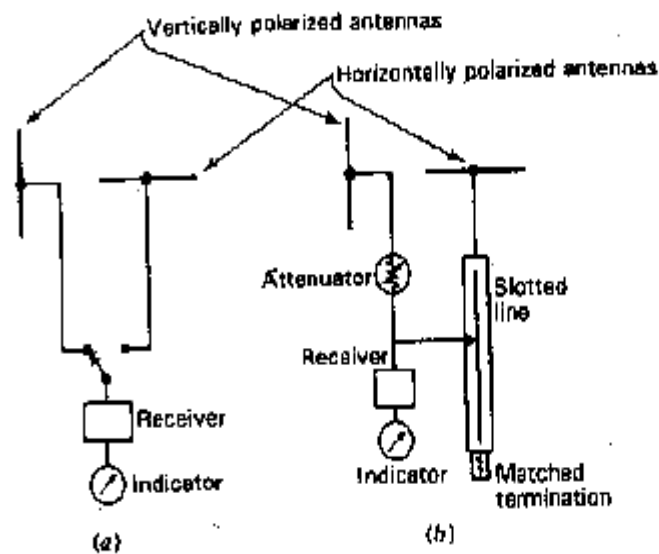 Vertically polarized antennas
Horizontally polarized antennas
Attenuator
Slotted
line
Receiver
Receiver
Indicator
Indicator
Matched
termination
(a)
(b)